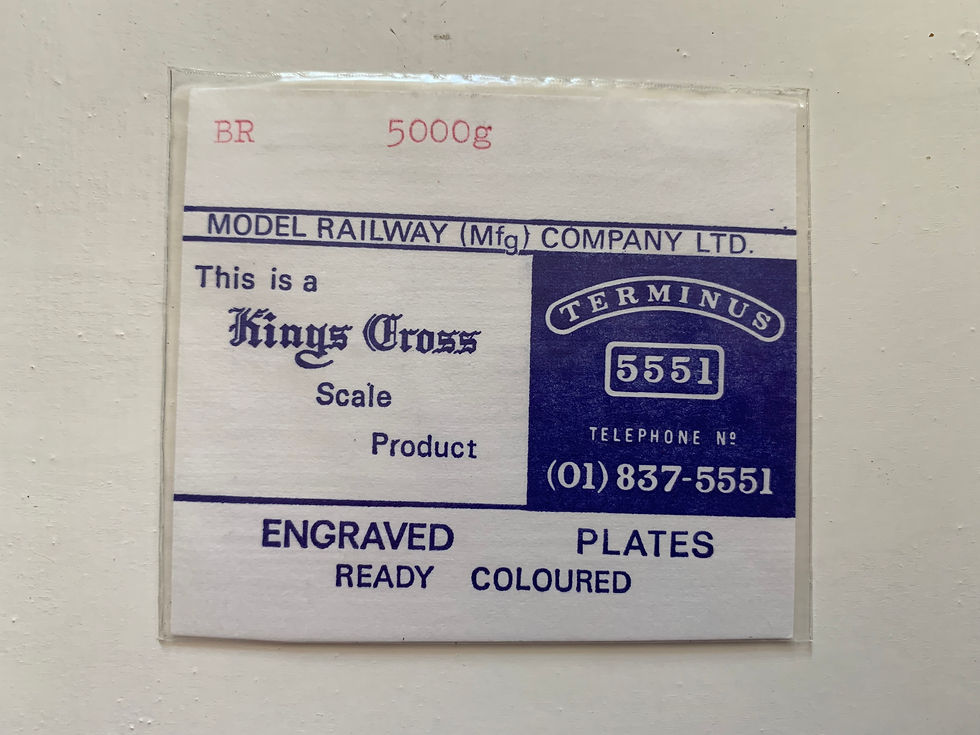 BR 5000g
MODEL RAILWAY (Mfg) COMPANY LTD.
This is a
Kings Cross
Scale
Product
TERMINUS
5551
TELEPHONE Nº
(01) 837-5551
ENGRAVED PLATES
READY COLOURED